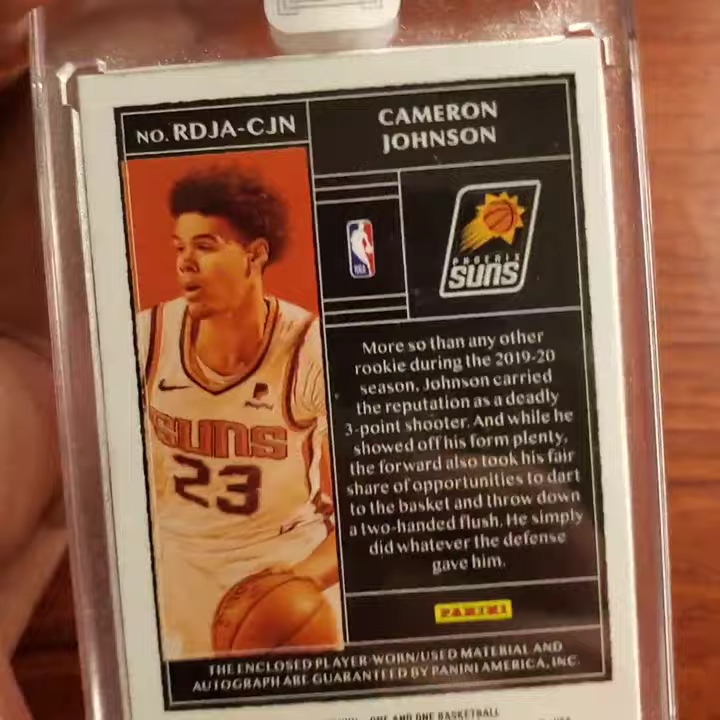 NO. RDJA-CJN
CAMERON
JOHNSON
NBA
PHOENIX
SUNS
More so than any other
rookie during the 2019-20
season, Johnson carried
the reputation as a deadly
3-point shooter. And while he
showed off his form plenty,
the forward also took his fair
share of opportunities to dart
to the basket and throw down
a two-handed flush. He simply
did whatever the defense
gave him.
SUNS
23
PANINI
THE ENCLOSED PLAYER-WORN/USED MATERIAL AND
AUTOGRAPH ARE GUARANTEED BY PANINI AMERICA, INC.
ONE AND ONE BASKETBALL